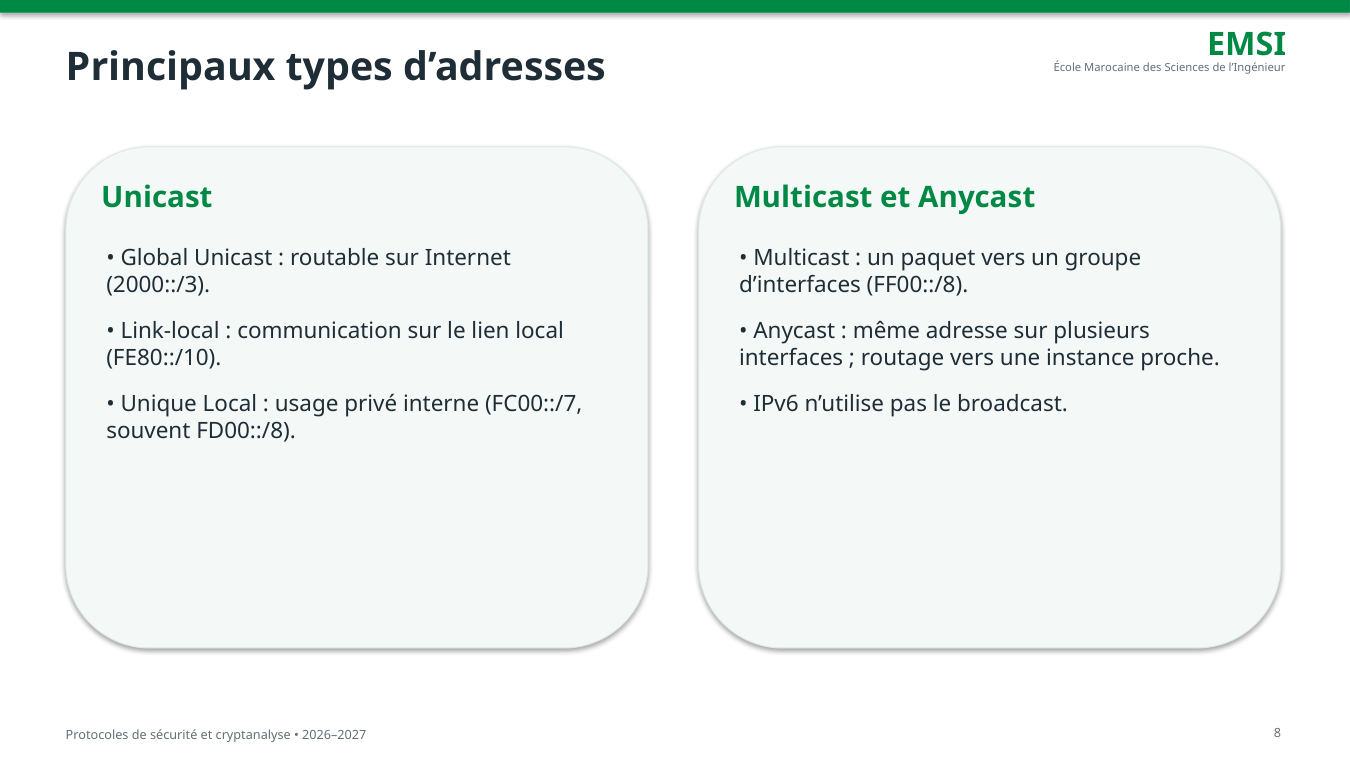 EMSI
École Marocaine des Sciences de l’Ingénieur
Principaux types d’adresses
Unicast
• Global Unicast : routable sur Internet
(2000::/3).
• Link-local : communication sur le lien local
(FE80::/10).
• Unique Local : usage privé interne (FC00::/7,
souvent FD00::/8).
Multicast et Anycast
• Multicast : un paquet vers un groupe
d’interfaces (FF00::/8).
• Anycast : même adresse sur plusieurs
interfaces ; routage vers une instance proche.
• IPv6 n’utilise pas le broadcast.
Protocoles de sécurité et cryptanalyse • 2026–2027
8